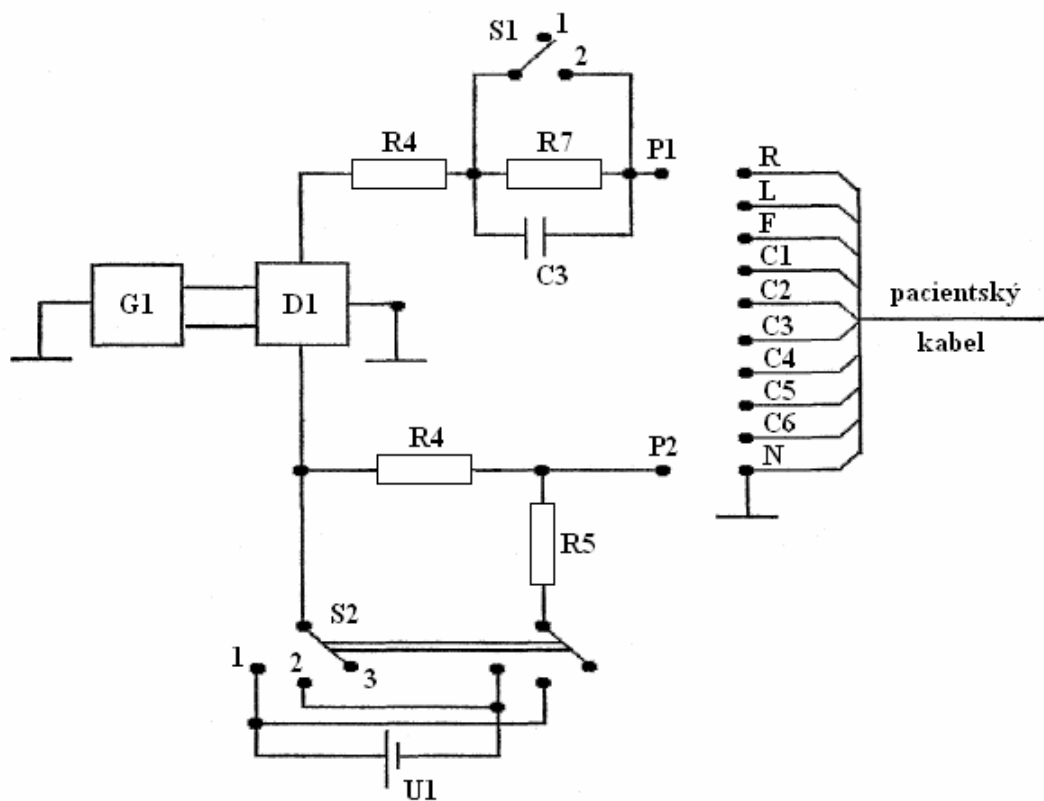 S1 1
2
R4 R7 P1
C3
G1 D1
R
L
F
C1
C2
C3
C4
C5
C6
N
pacientský
kabel
R4 P2
R5
S2
1 2 3
U1